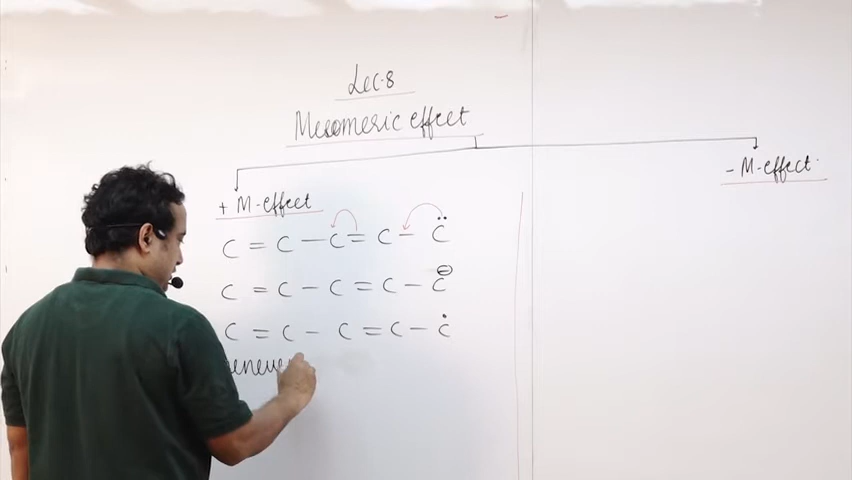 Lec-8
Mesomeric effect
+ M-effect
- M-effect.
C = C - C = C - C̈
C = C - C = C - C⊖
C = C - C = C - Ċ